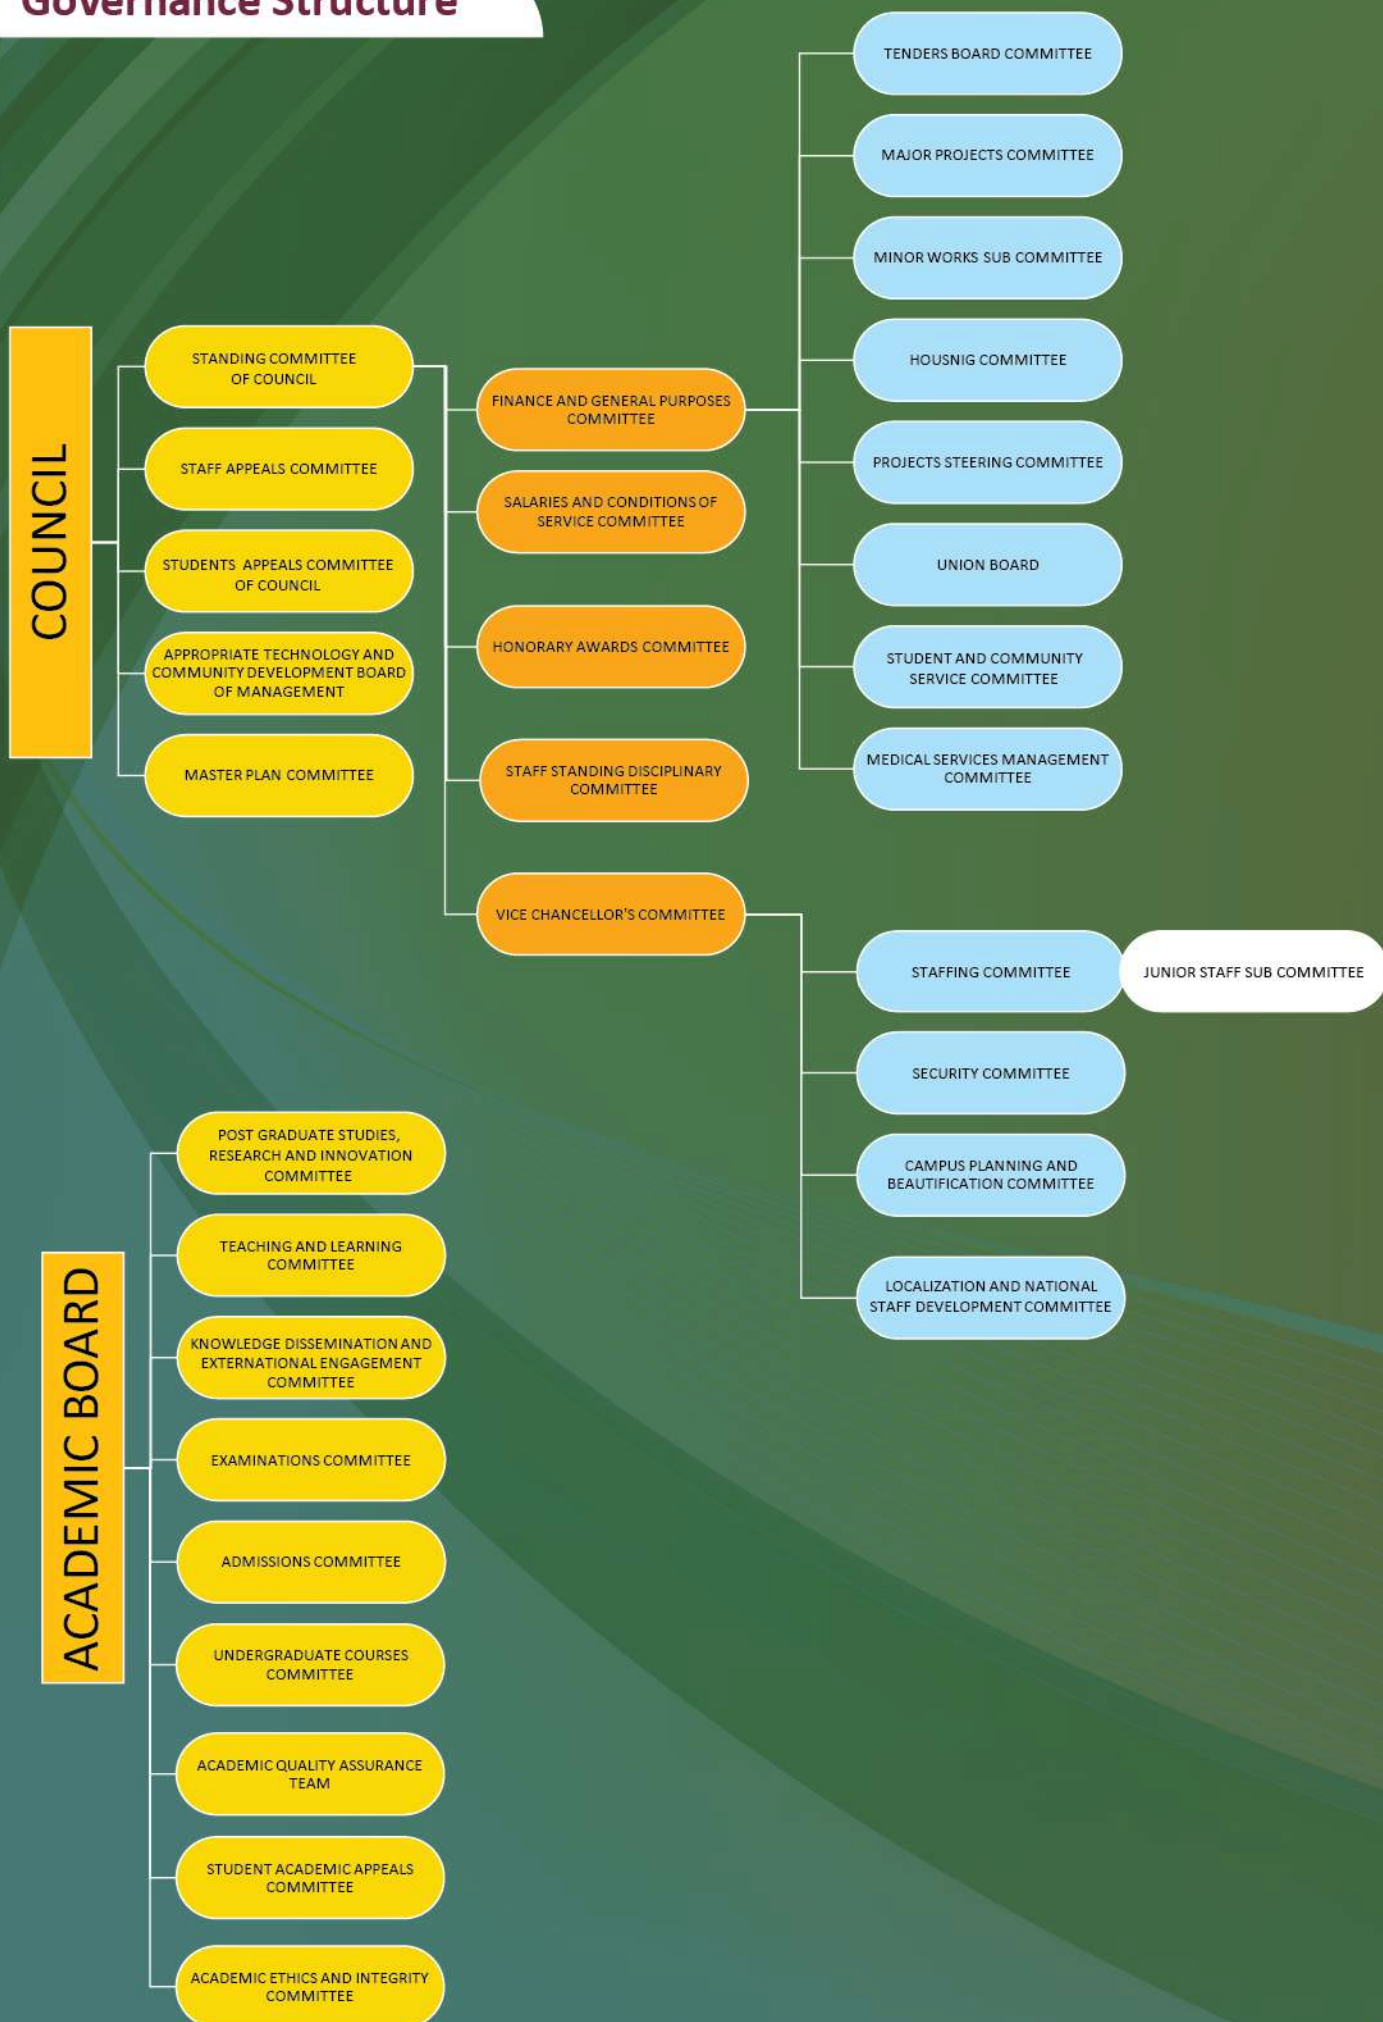 Governance Structure
COUNCIL
STANDING COMMITTEE
OF COUNCIL
STAFF APPEALS COMMITTEE
STUDENTS APPEALS COMMITTEE
OF COUNCIL
APPROPRIATE TECHNOLOGY AND
COMMUNITY DEVELOPMENT BOARD
OF MANAGEMENT
MASTER PLAN COMMITTEE
FINANCE AND GENERAL PURPOSES
COMMITTEE
SALARIES AND CONDITIONS OF
SERVICE COMMITTEE
HONORARY AWARDS COMMITTEE
STAFF STANDING DISCIPLINARY
COMMITTEE
VICE CHANCELLOR'S COMMITTEE
TENDERS BOARD COMMITTEE
MAJOR PROJECTS COMMITTEE
MINOR WORKS SUB COMMITTEE
HOUSNIG COMMITTEE
PROJECTS STEERING COMMITTEE
UNION BOARD
STUDENT AND COMMUNITY
SERVICE COMMITTEE
MEDICAL SERVICES MANAGEMENT
COMMITTEE
STAFFING COMMITTEE
JUNIOR STAFF SUB COMMITTEE
SECURITY COMMITTEE
CAMPUS PLANNING AND
BEAUTIFICATION COMMITTEE
LOCALIZATION AND NATIONAL
STAFF DEVELOPMENT COMMITTEE
ACADEMIC BOARD
POST GRADUATE STUDIES,
RESEARCH AND INNOVATION
COMMITTEE
TEACHING AND LEARNING
COMMITTEE
KNOWLEDGE DISSEMINATION AND
EXTERNATIONAL ENGAGEMENT
COMMITTEE
EXAMINATIONS COMMITTEE
ADMISSIONS COMMITTEE
UNDERGRADUATE COURSES
COMMITTEE
ACADEMIC QUALITY ASSURANCE
TEAM
STUDENT ACADEMIC APPEALS
COMMITTEE
ACADEMIC ETHICS AND INTEGRITY
COMMITTEE